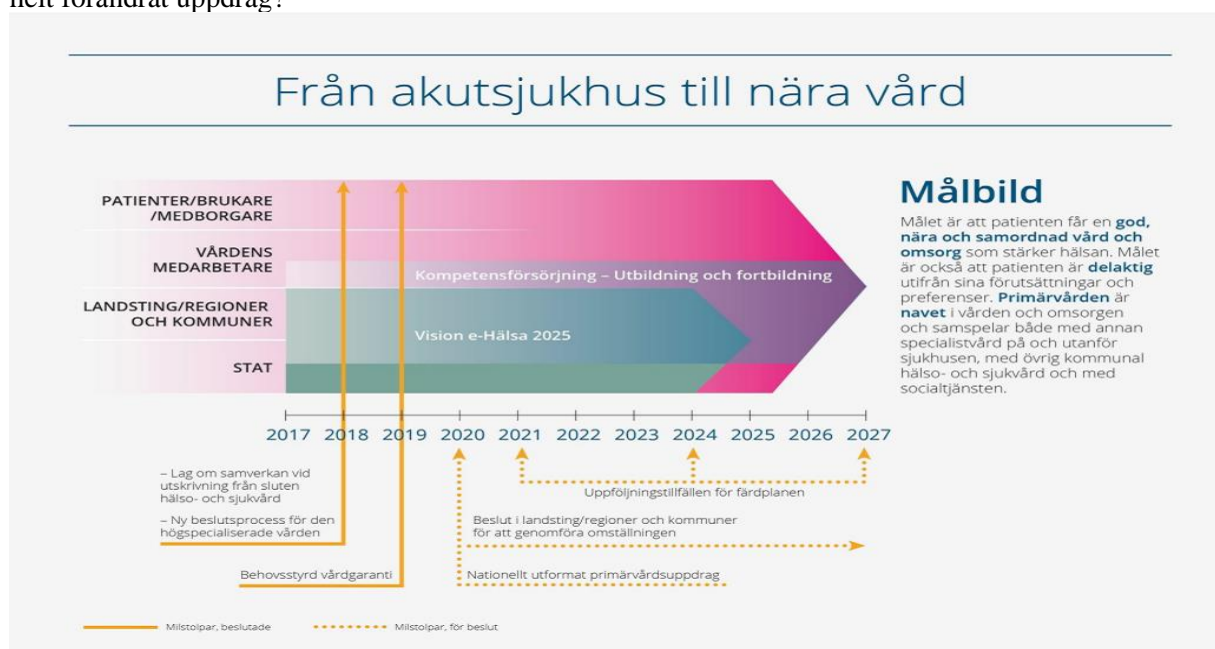 helt förändrat uppdrag?
Från akutsjukhus till nära vård
PATIENTER/BRUKARE
/MEDBORGARE
VÅRDENS
MEDARBETARE
LANDSTING/REGIONER
OCH KOMMUNER
STAT
Kompetensförsörjning – Utbildning och fortbildning
Vision e-Hälsa 2025
Målbild
Målet är att patienten får en god,
nära och samordnad vård och
omsorg som stärker hälsan. Målet
är också att patienten är delaktig
utifrån sina förutsättningar och
preferenser. Primärvården är
navet i vården och omsorgen
och samspelar både med annan
specialistvård på och utanför
sjukhusen, med övrig kommunal
hälso- och sjukvård och med
socialtjänsten.
2017 2018 2019 2020 2021 2022 2023 2024 2025 2026 2027
– Lag om samverkan vid
utskrivning från sluten
hälso- och sjukvård
– Ny beslutsprocess för den
högspecialiserade vården
Behovsstyrd vårdgaranti
Uppföljningstillfällen för färdplanen
Beslut i landsting/regioner och kommuner
för att genomföra omställningen
Nationellt utformat primärvårdsuppdrag
Milstolpar, beslutade
Milstolpar, för beslut